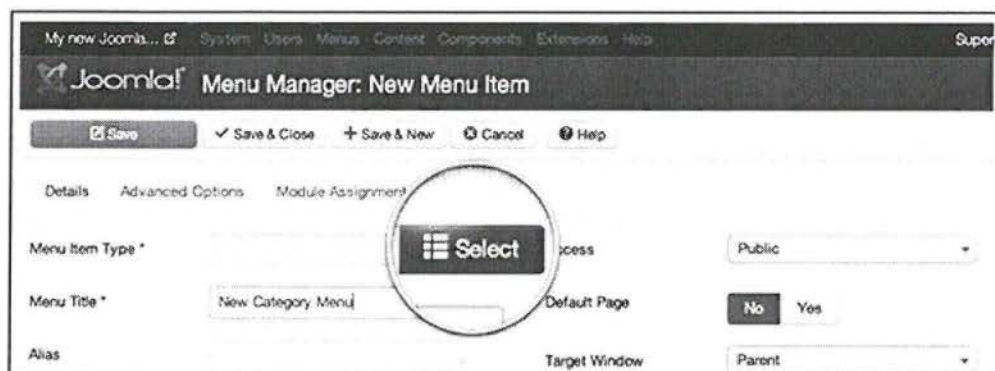 My new Joomla... System Users Menus Content Components Extensions Help Super
Joomla! Menu Manager: New Menu Item
Save Save & Close + Save & New Cancel Help
Details Advanced Options Module Assignment
Menu Item Type * Select ccess Public
Menu Title * New Category Menu Default Page No Yes
Alias Target Window Parent